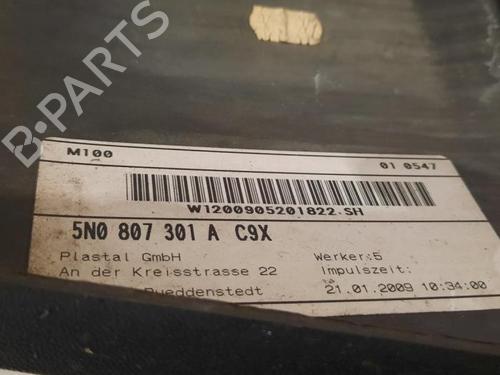 B-PARTS
M100
01 0547
W1200905201822.SH
5N0 807 301 A C9X
Plastal GmbH
Werker:5
An der Kreisstrasse 22
Impulszeit:
Bueddenstedt
21.01.2009 10:34:00